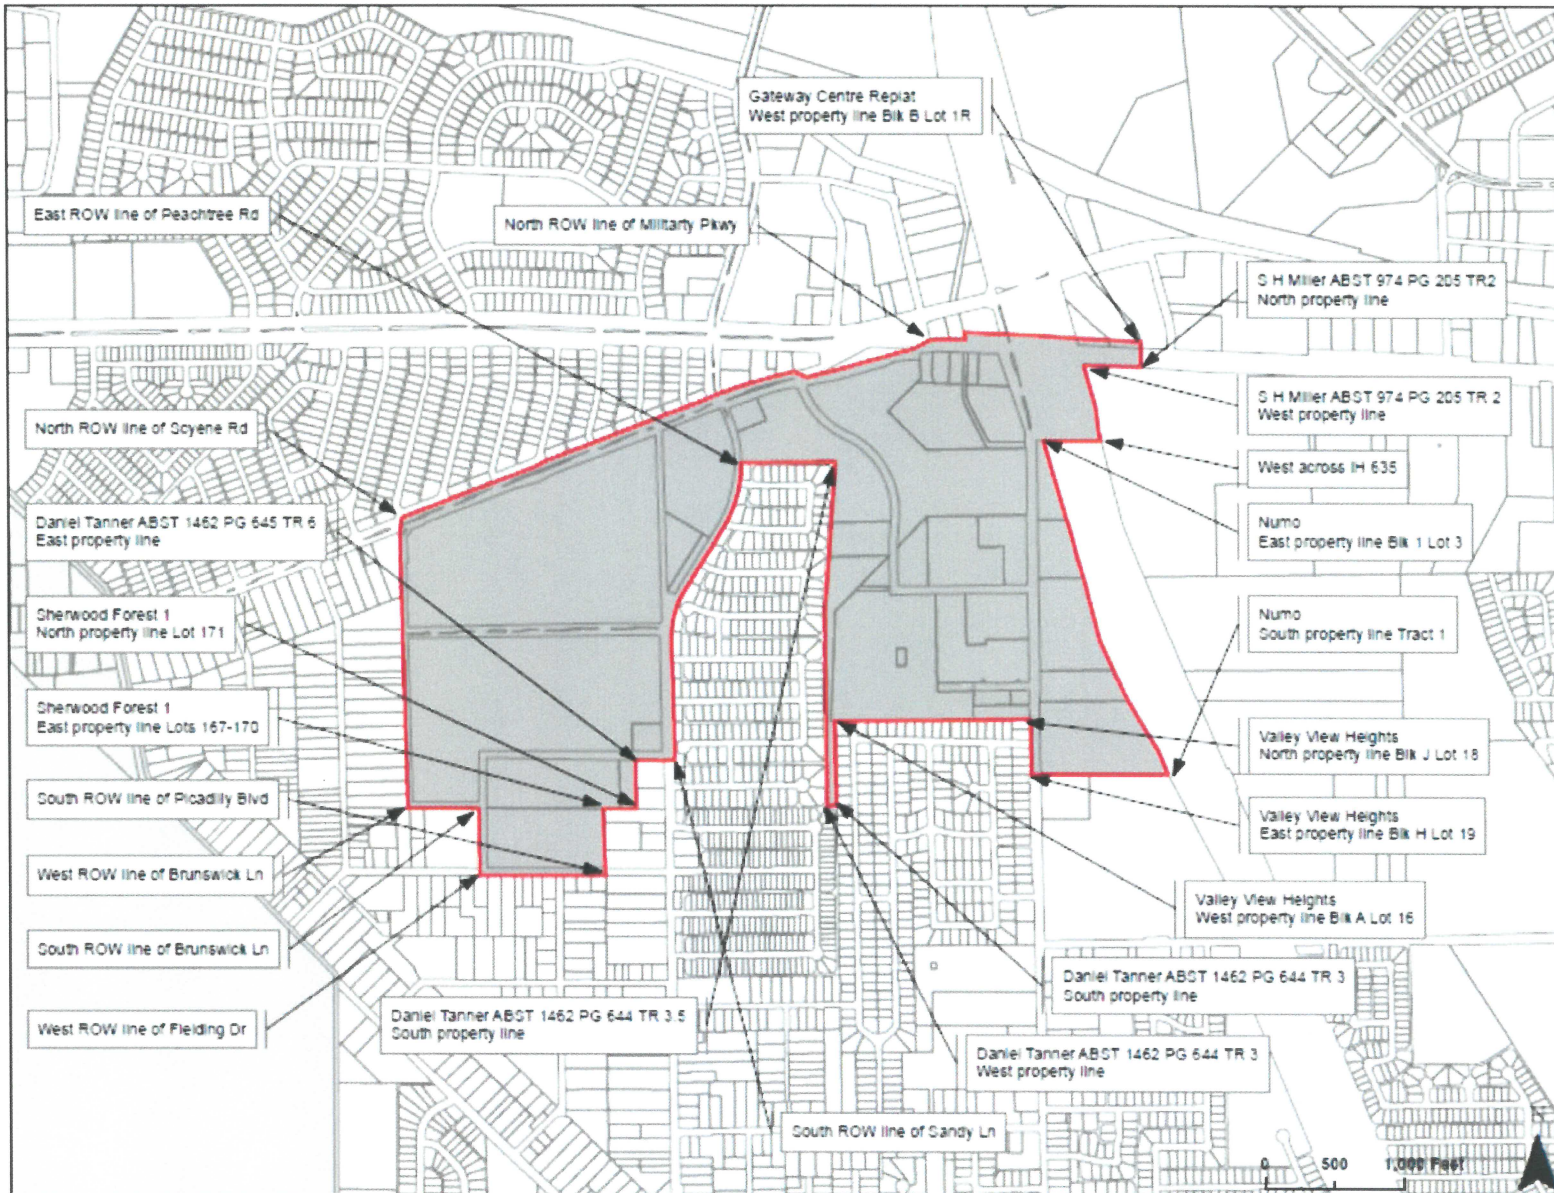 Gateway Centre Replat
West property line Blk B Lot 1R
East ROW line of Peachtree Rd
North ROW line of Militarty Pkwy
S H Miller ABST 974 PG 205 TR2
North property line
S H Miller ABST 974 PG 205 TR 2
West property line
North ROW line of Scyene Rd
West across IH 635
Daniel Tanner ABST 1462 PG 645 TR 6
East property line
Numo
East property line Blk 1 Lot 3
Sherwood Forest 1
North property line Lot 171
Numo
South property line Tract 1
Sherwood Forest 1
East property line Lots 167-170
Valley View Heights
North property line Blk J Lot 18
South ROW line of Picadilly Blvd
Valley View Heights
East property line Blk H Lot 19
West ROW line of Brunswick Ln
Valley View Heights
West property line Blk A Lot 16
South ROW line of Brunswick Ln
Daniel Tanner ABST 1462 PG 644 TR 3
South property line
West ROW line of Fielding Dr
Daniel Tanner ABST 1462 PG 644 TR 3.5
South property line
Daniel Tanner ABST 1462 PG 644 TR 3
West property line
South ROW line of Sandy Ln
0 500 1,000 Feet